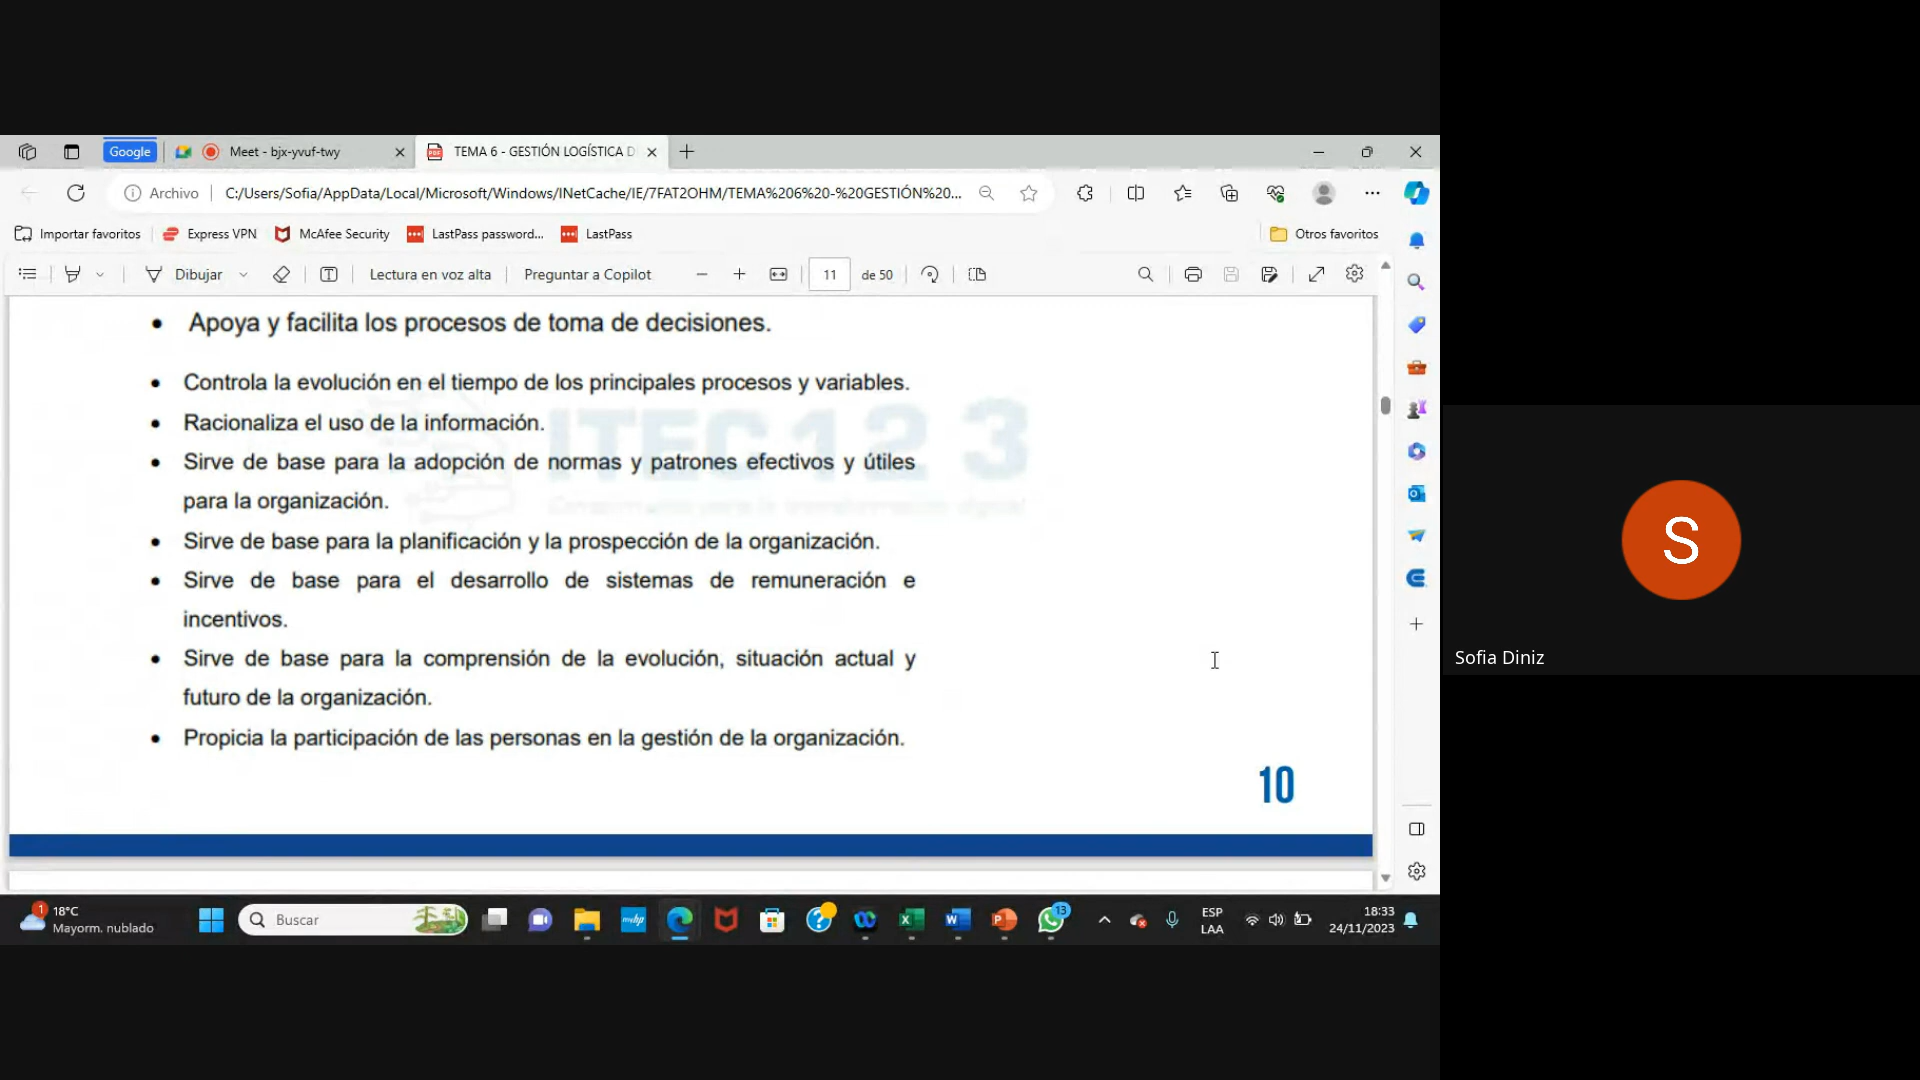 Google
Meet - bjx-yvuf-twy
TEMA 6 - GESTIÓN LOGÍSTICA D
Archivo
C:/Users/Sofia/AppData/Local/Microsoft/Windows/INetCache/IE/7FAT2OHM/TEMA%206%20-%20GESTIÓN%20...
Importar favoritos
Express VPN
McAfee Security
LastPass password...
LastPass
Otros favoritos
Dibujar
Lectura en voz alta
Preguntar a Copilot
11
de 50
• Apoya y facilita los procesos de toma de decisiones.
• Controla la evolución en el tiempo de los principales procesos y variables.
• Racionaliza el uso de la información.
• Sirve de base para la adopción de normas y patrones efectivos y útiles
para la organización.
• Sirve de base para la planificación y la prospección de la organización.
• Sirve de base para el desarrollo de sistemas de remuneración e
incentivos.
• Sirve de base para la comprensión de la evolución, situación actual y
futuro de la organización.
• Propicia la participación de las personas en la gestión de la organización.
ITEC 1 2 3
10
S
Sofia Diniz
1
18°C
Mayorm. nublado
Buscar
myhp
13
ESP
LAA
18:33
24/11/2023